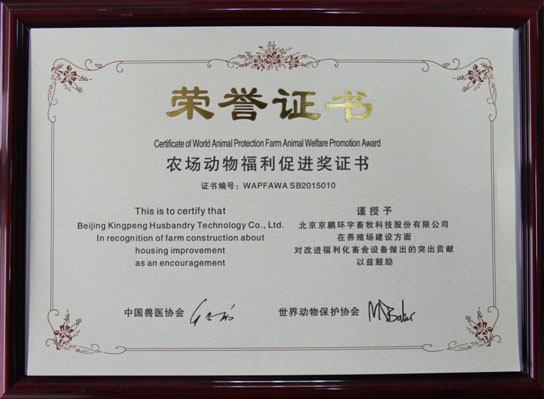 荣誉证书
Certificate of World Animal Protection Farm Animal Welfare Promotion Award
农场动物福利促进奖证书
证书编号：WAPFAWA SB2015010
This is to certify that
Beijing Kingpeng Husbandry Technology Co., Ltd.
In recognition of farm construction about
housing improvement
as an encouragement
谨授予
北京京鹏环宇畜牧科技股份有限公司
在养殖场建设方面
对改进福利化畜舍设备做出的突出贡献
以兹鼓励
中国兽医协会
世界动物保护协会